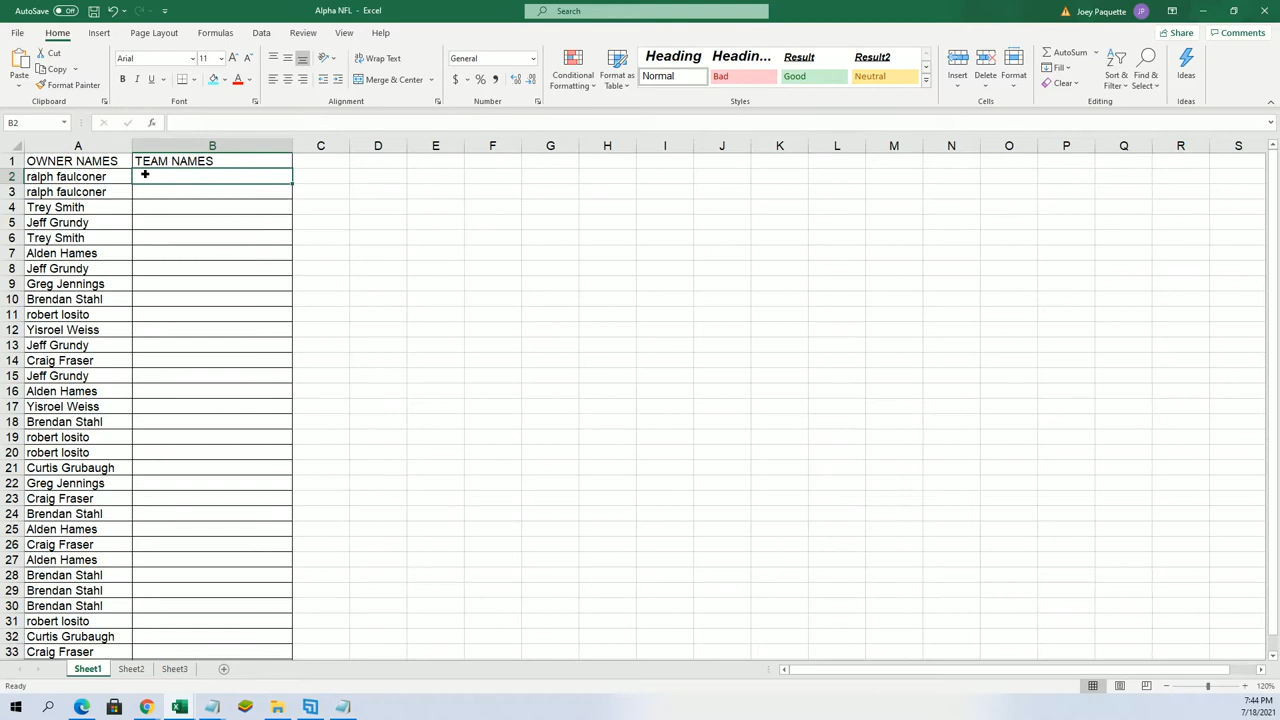 AutoSave Off Alpha NFL - Excel Search Joey Paquette JP
File Home Insert Page Layout Formulas Data Review View Help Share Comments
Paste Cut Copy Format Painter Clipboard
Arial 11 B I U Font
Wrap Text Merge & Center Alignment
General $ % Number
Conditional Formatting Format as Table
Heading Headin... Result Result2
Normal Bad Good Neutral
Styles
Insert Delete Format Cells
AutoSum Fill Clear Sort & Filter Find & Select Editing
Ideas Ideas
B2 fx
A B C D E F G H I J K L M N O P Q R S
1 OWNER NAMES TEAM NAMES
2 ralph faulconer
3 ralph faulconer
4 Trey Smith
5 Jeff Grundy
6 Trey Smith
7 Alden Hames
8 Jeff Grundy
9 Greg Jennings
10 Brendan Stahl
11 robert losito
12 Yisroel Weiss
13 Jeff Grundy
14 Craig Fraser
15 Jeff Grundy
16 Alden Hames
17 Yisroel Weiss
18 Brendan Stahl
19 robert losito
20 robert losito
21 Curtis Grubaugh
22 Greg Jennings
23 Craig Fraser
24 Brendan Stahl
25 Alden Hames
26 Craig Fraser
27 Alden Hames
28 Brendan Stahl
29 Brendan Stahl
30 Brendan Stahl
31 robert losito
32 Curtis Grubaugh
33 Craig Fraser
Sheet1 Sheet2 Sheet3
Ready 120%
7:44 PM
7/18/2021